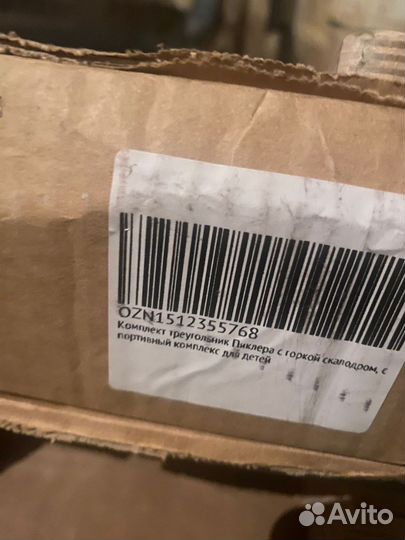 OZN1512355768
Комплект треугольник Пиклера с горкой скалодром, с
портивный комплекс для детей
Avito